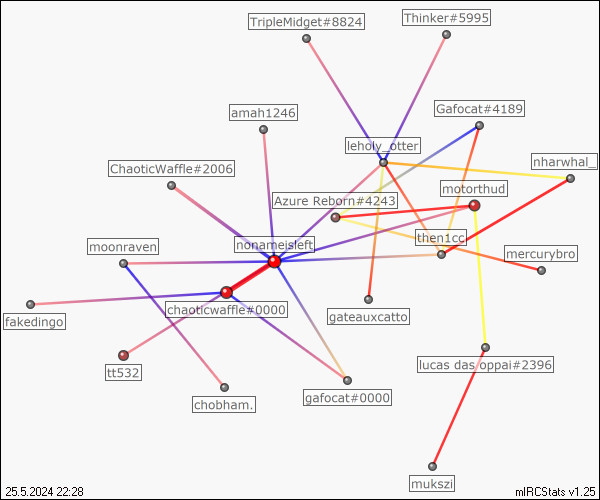 Thinker#5995
TripleMidget#8824
Gafocat#4189
amah1246
leholy_otter
nharwhal_
ChaoticWaffle#2006
motorthud
Azure Reborn#4243
then1cc
nonameisleft
moonraven
mercurybro
chaoticwaffle#0000
gateauxcatto
fakedingo
lucas das oppai#2396
tt532
gafocat#0000
chobham.
mukszi
25.5.2024 22:28
mIRCStats v1.25